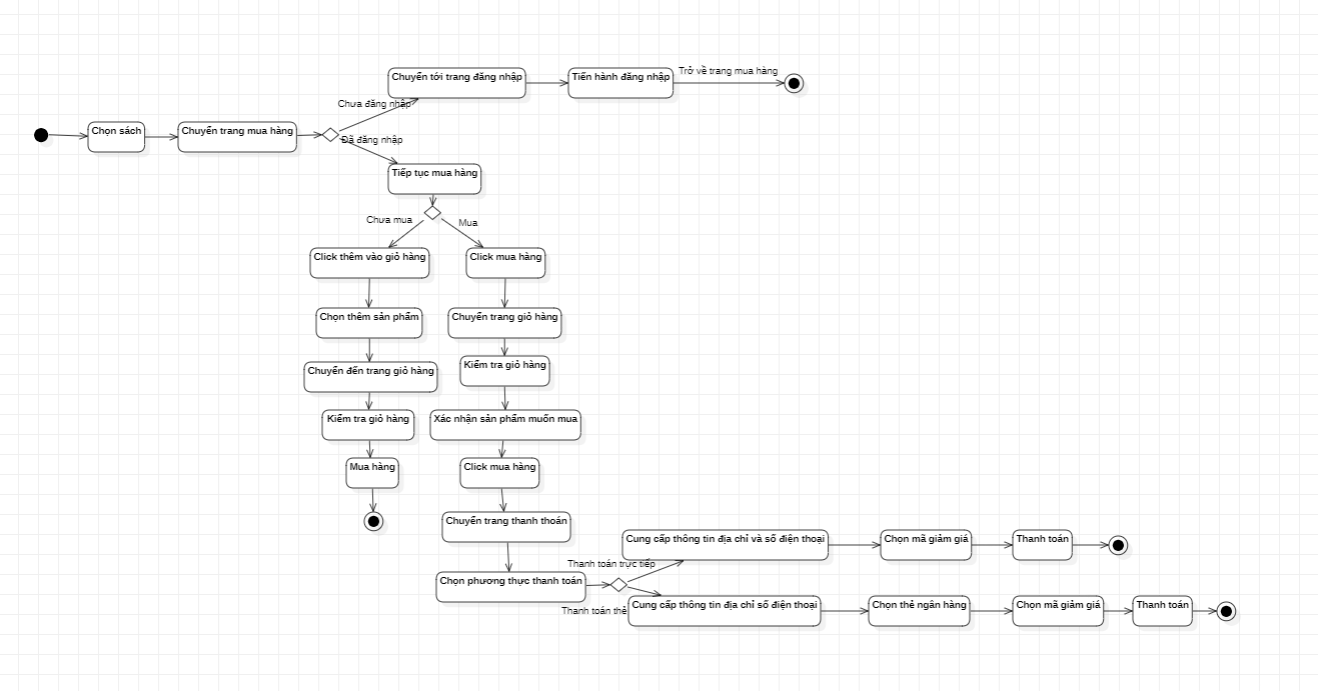 Chuyển tới trang đăng nhập
Tiến hành đăng nhập
Trở về trang mua hàng
Chưa đăng nhập
Chọn sách
Chuyển trang mua hàng
Đã đăng nhập
Tiếp tục mua hàng
Chưa mua
Mua
Click thêm vào giỏ hàng
Click mua hàng
Chọn thêm sản phẩm
Chuyển trang giỏ hàng
Chuyển đến trang giỏ hàng
Kiểm tra giỏ hàng
Kiểm tra giỏ hàng
Xác nhận sản phẩm muốn mua
Mua hàng
Click mua hàng
Chuyển trang thanh thoán
Cung cấp thông tin địa chỉ và số điện thoại
Chọn mã giảm giá
Thanh toán
Thanh toán trực tiếp
Chọn phương thực thanh toán
Thanh toán thẻ
Cung cấp thông tin địa chỉ số điện thoại
Chọn thẻ ngân hàng
Chọn mã giảm giá
Thanh toán